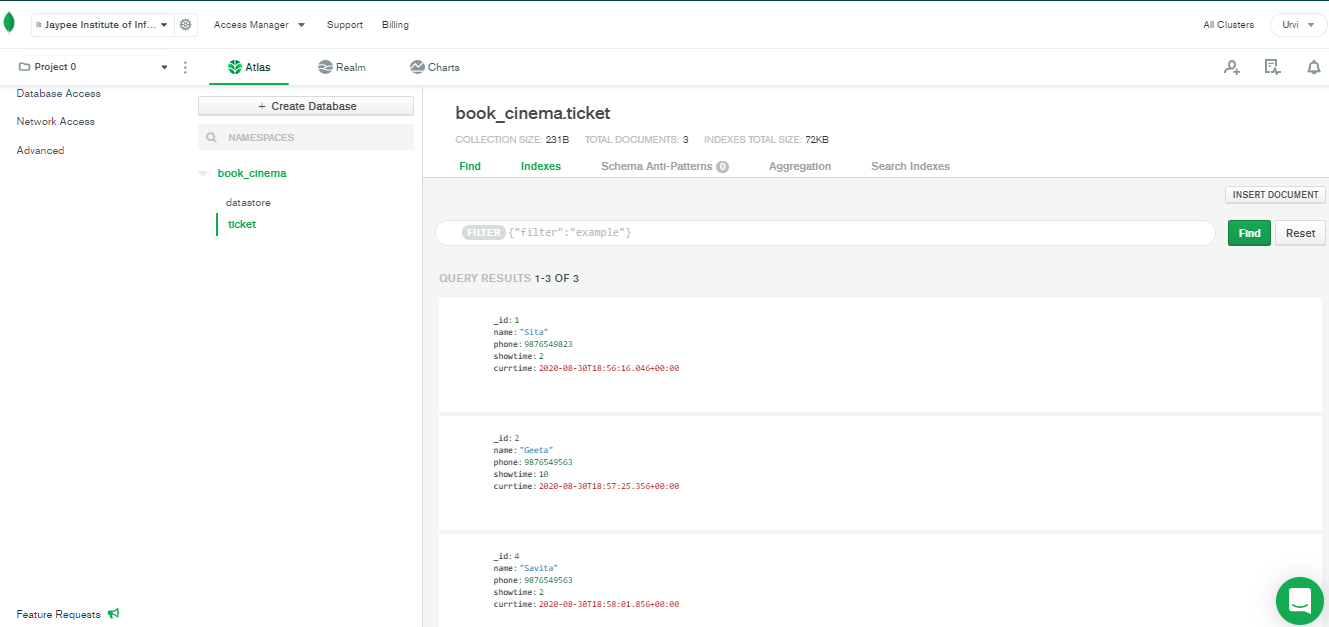 Jaypee Institute of Inf... Access Manager Support Billing All Clusters Urvi
Project 0 Atlas Realm Charts
Database Access
Network Access
Advanced
Feature Requests
+ Create Database
NAMESPACES
book_cinema
datastore
ticket
book_cinema.ticket
COLLECTION SIZE: 231B TOTAL DOCUMENTS: 3 INDEXES TOTAL SIZE: 72KB
Find Indexes Schema Anti-Patterns 0 Aggregation Search Indexes
INSERT DOCUMENT
FILTER {"filter":"example"} Find Reset
QUERY RESULTS 1-3 OF 3
_id: 1
name: "Sita"
phone: 9876549823
showtime: 2
currtime: 2020-08-30T18:56:16.046+00:00
_id: 2
name: "Geeta"
phone: 9876549563
showtime: 10
currtime: 2020-08-30T18:57:25.356+00:00
_id: 4
name: "Savita"
phone: 9876549563
showtime: 2
currtime: 2020-08-30T18:58:01.856+00:00